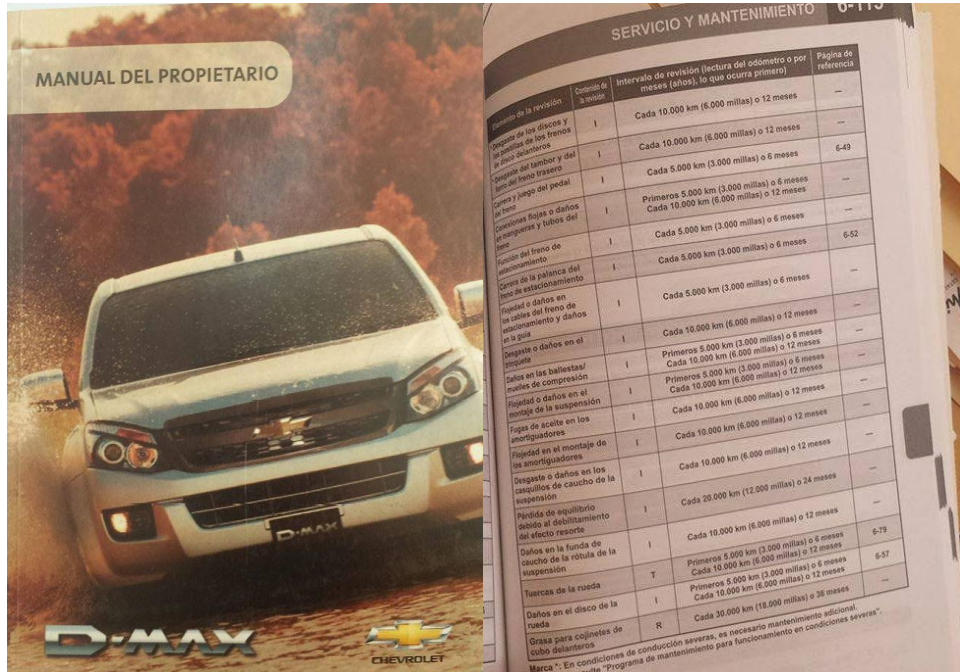 MANUAL DEL PROPIETARIO
D-MAX
D-MAX
CHEVROLET
SERVICIO Y MANTENIMIENTO 6-115
Elemento de la revisión
Contenido de
la revisión
Intervalo de revisión (lectura del odómetro o por
meses (años), lo que ocurra primero)
Página de
referencia
*Desgaste de los discos y
las pastillas de los frenos
de disco delanteros
I
Cada 10.000 km (6.000 millas) o 12 meses
—
*Desgaste del tambor y del
forro del freno trasero
I
Cada 10.000 km (6.000 millas) o 12 meses
—
Carrera y juego del pedal
del freno
I
Cada 5.000 km (3.000 millas) o 6 meses
6-49
Conexiones flojas o daños
en mangueras y tubos del
freno
I
Primeros 5.000 km (3.000 millas) o 6 meses
Cada 10.000 km (6.000 millas) o 12 meses
—
Función del freno de
estacionamiento
I
Cada 5.000 km (3.000 millas) o 6 meses
—
Carrera de la palanca del
freno de estacionamiento
I
Cada 5.000 km (3.000 millas) o 6 meses
6-52
Flojedad o daños en
los cables del freno de
estacionamiento y daños
en la guía
I
Cada 5.000 km (3.000 millas) o 6 meses
—
Desgaste o daños en el
trinquete
I
Cada 10.000 km (6.000 millas) o 12 meses
—
Daños en las ballestas/
muelles de compresión
I
Primeros 5.000 km (3.000 millas) o 6 meses
Cada 10.000 km (6.000 millas) o 12 meses
—
Flojedad o daños en el
montaje de la suspensión
I
Primeros 5.000 km (3.000 millas) o 6 meses
Cada 10.000 km (6.000 millas) o 12 meses
—
Fugas de aceite en los
amortiguadores
I
Cada 10.000 km (6.000 millas) o 12 meses
—
Flojedad en el montaje de
los amortiguadores
I
Cada 10.000 km (6.000 millas) o 12 meses
—
Desgaste o daños en los
casquillos de caucho de la
suspensión
I
Cada 10.000 km (6.000 millas) o 12 meses
—
Pérdida de equilibrio
debido al debilitamiento
del efecto resorte
I
Cada 20.000 km (12.000 millas) o 24 meses
—
Daños en la funda de
caucho de la rótula de la
suspensión
I
Cada 10.000 km (6.000 millas) o 12 meses
—
Tuercas de la rueda
T
Primeros 5.000 km (3.000 millas) o 6 meses
Cada 10.000 km (6.000 millas) o 12 meses
6-79
Daños en el disco de la
rueda
I
Primeros 5.000 km (3.000 millas) o 6 meses
Cada 10.000 km (6.000 millas) o 12 meses
6-57
Grasa para cojinetes de
cubo delanteros
R
Cada 30.000 km (18.000 millas) o 36 meses
—
Marca *: En condiciones de conducción severas, es necesario mantenimiento adicional.
"Programa de mantenimiento para funcionamiento en condiciones severas".